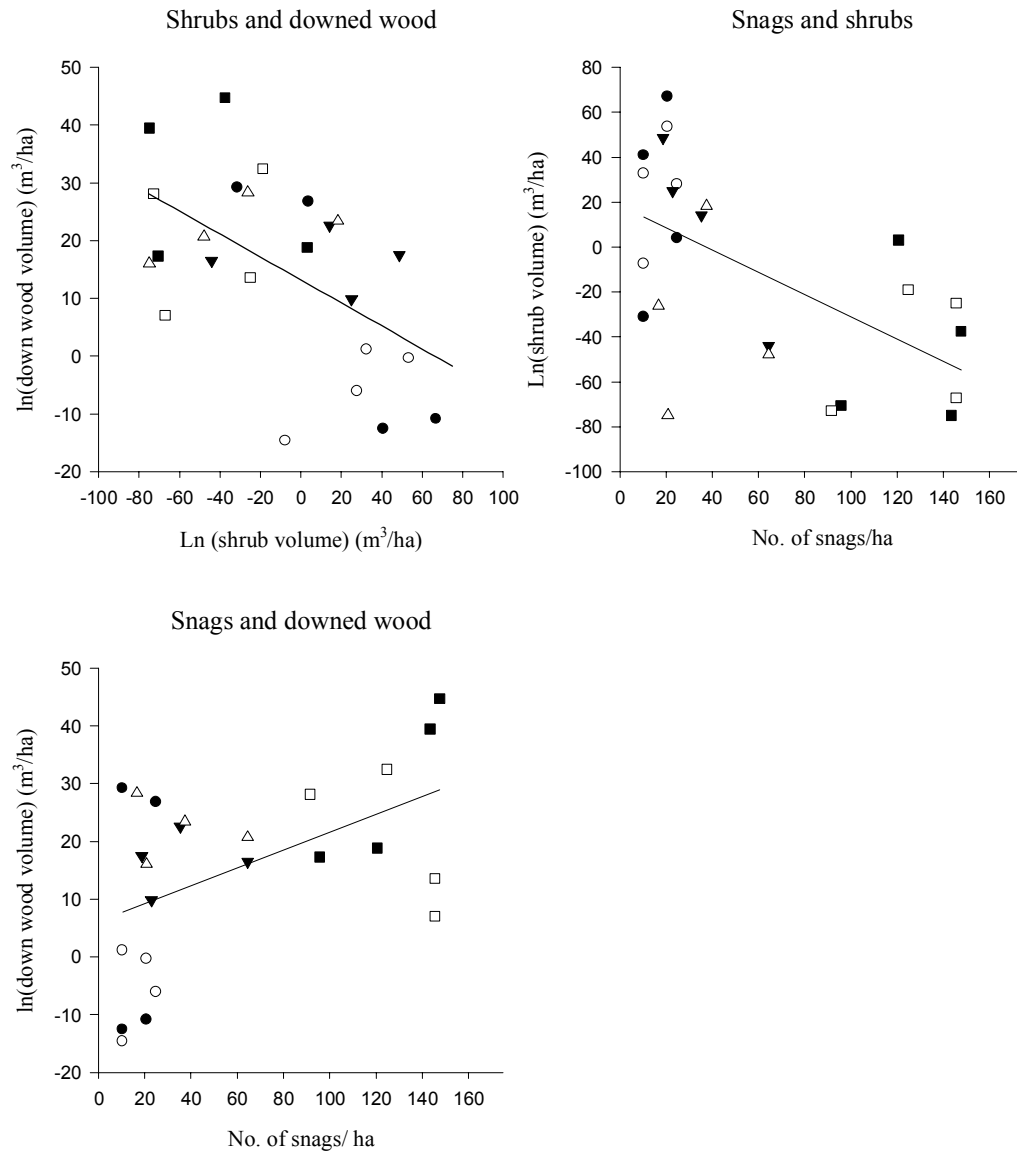 Shrubs and downed wood
50
40
30
20
10
0
-10
-20
ln(down wood volume) (m³/ha)
-100 -80 -60 -40 -20 0 20 40 60 80 100
Ln (shrub volume) (m³/ha)
Snags and shrubs
80
60
40
20
0
-20
-40
-60
-80
-100
Ln(shrub volume) (m³/ha)
0 20 40 60 80 100 120 140 160
No. of snags/ha
Snags and downed wood
50
40
30
20
10
0
-10
-20
ln(down wood volume) (m³/ha)
0 20 40 60 80 100 120 140 160
No. of snags/ ha